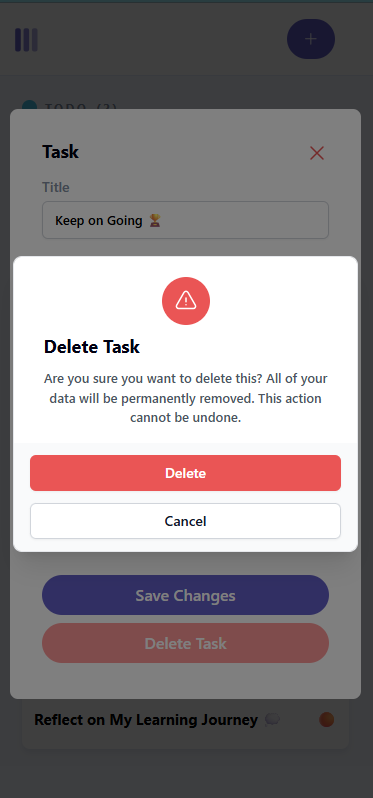 +
TODO (2)
Task
Title
Keep on Going 🏆
Delete Task
Are you sure you want to delete this? All of your
data will be permanently removed. This action
cannot be undone.
Delete
Cancel
Save Changes
Delete Task
Reflect on My Learning Journey 💭